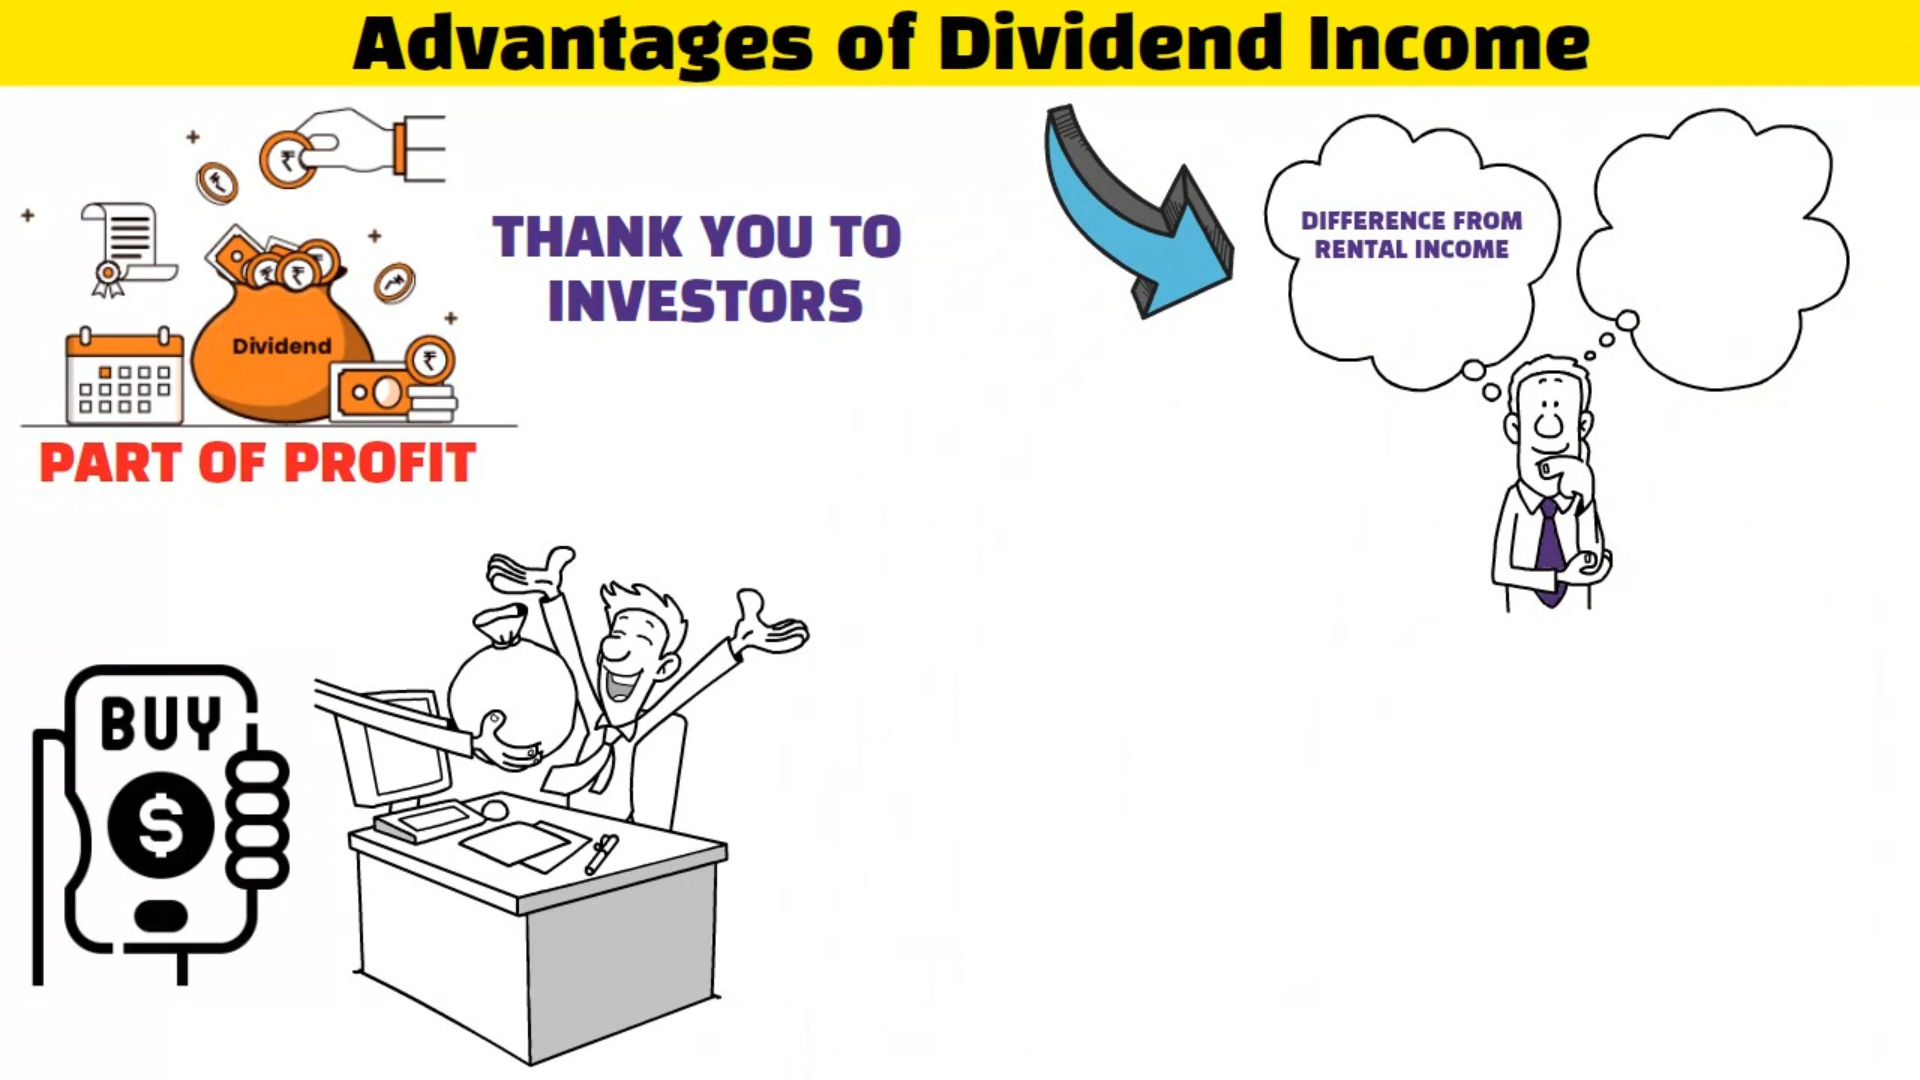 Advantages of Dividend Income
THANK YOU TO
INVESTORS
DIFFERENCE FROM
RENTAL INCOME
₹
₹
₹
₹
₹
Dividend
₹
PART OF PROFIT
BUY
$